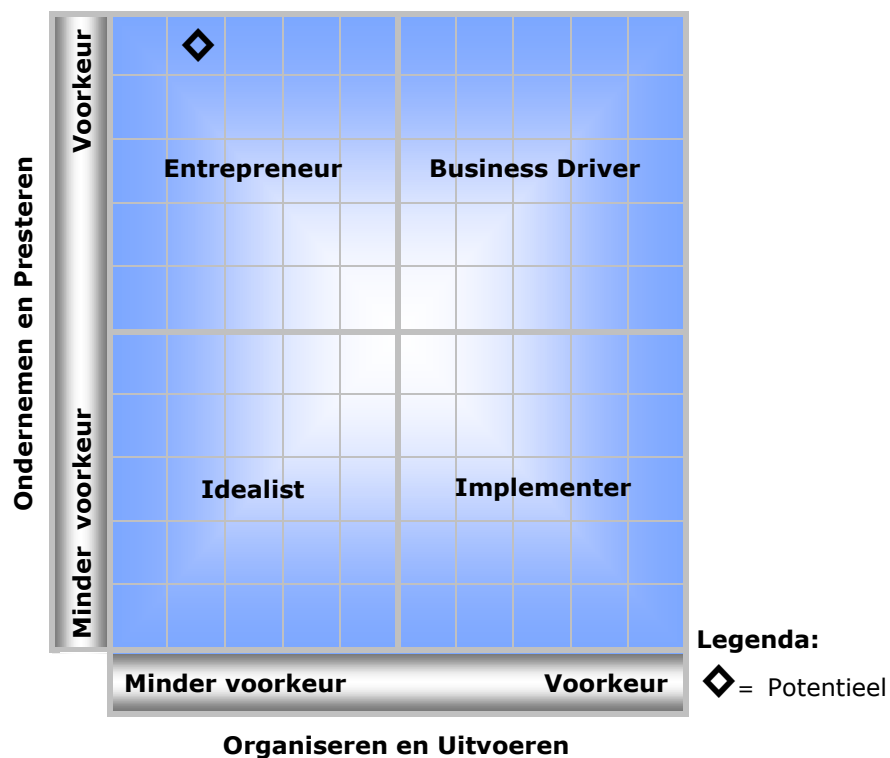 Ondernemen en Presteren
Voorkeur
Minder voorkeur
Entrepreneur
Business Driver
Idealist
Implementer
Minder voorkeur
Voorkeur
Organiseren en Uitvoeren
Legenda:
= Potentieel